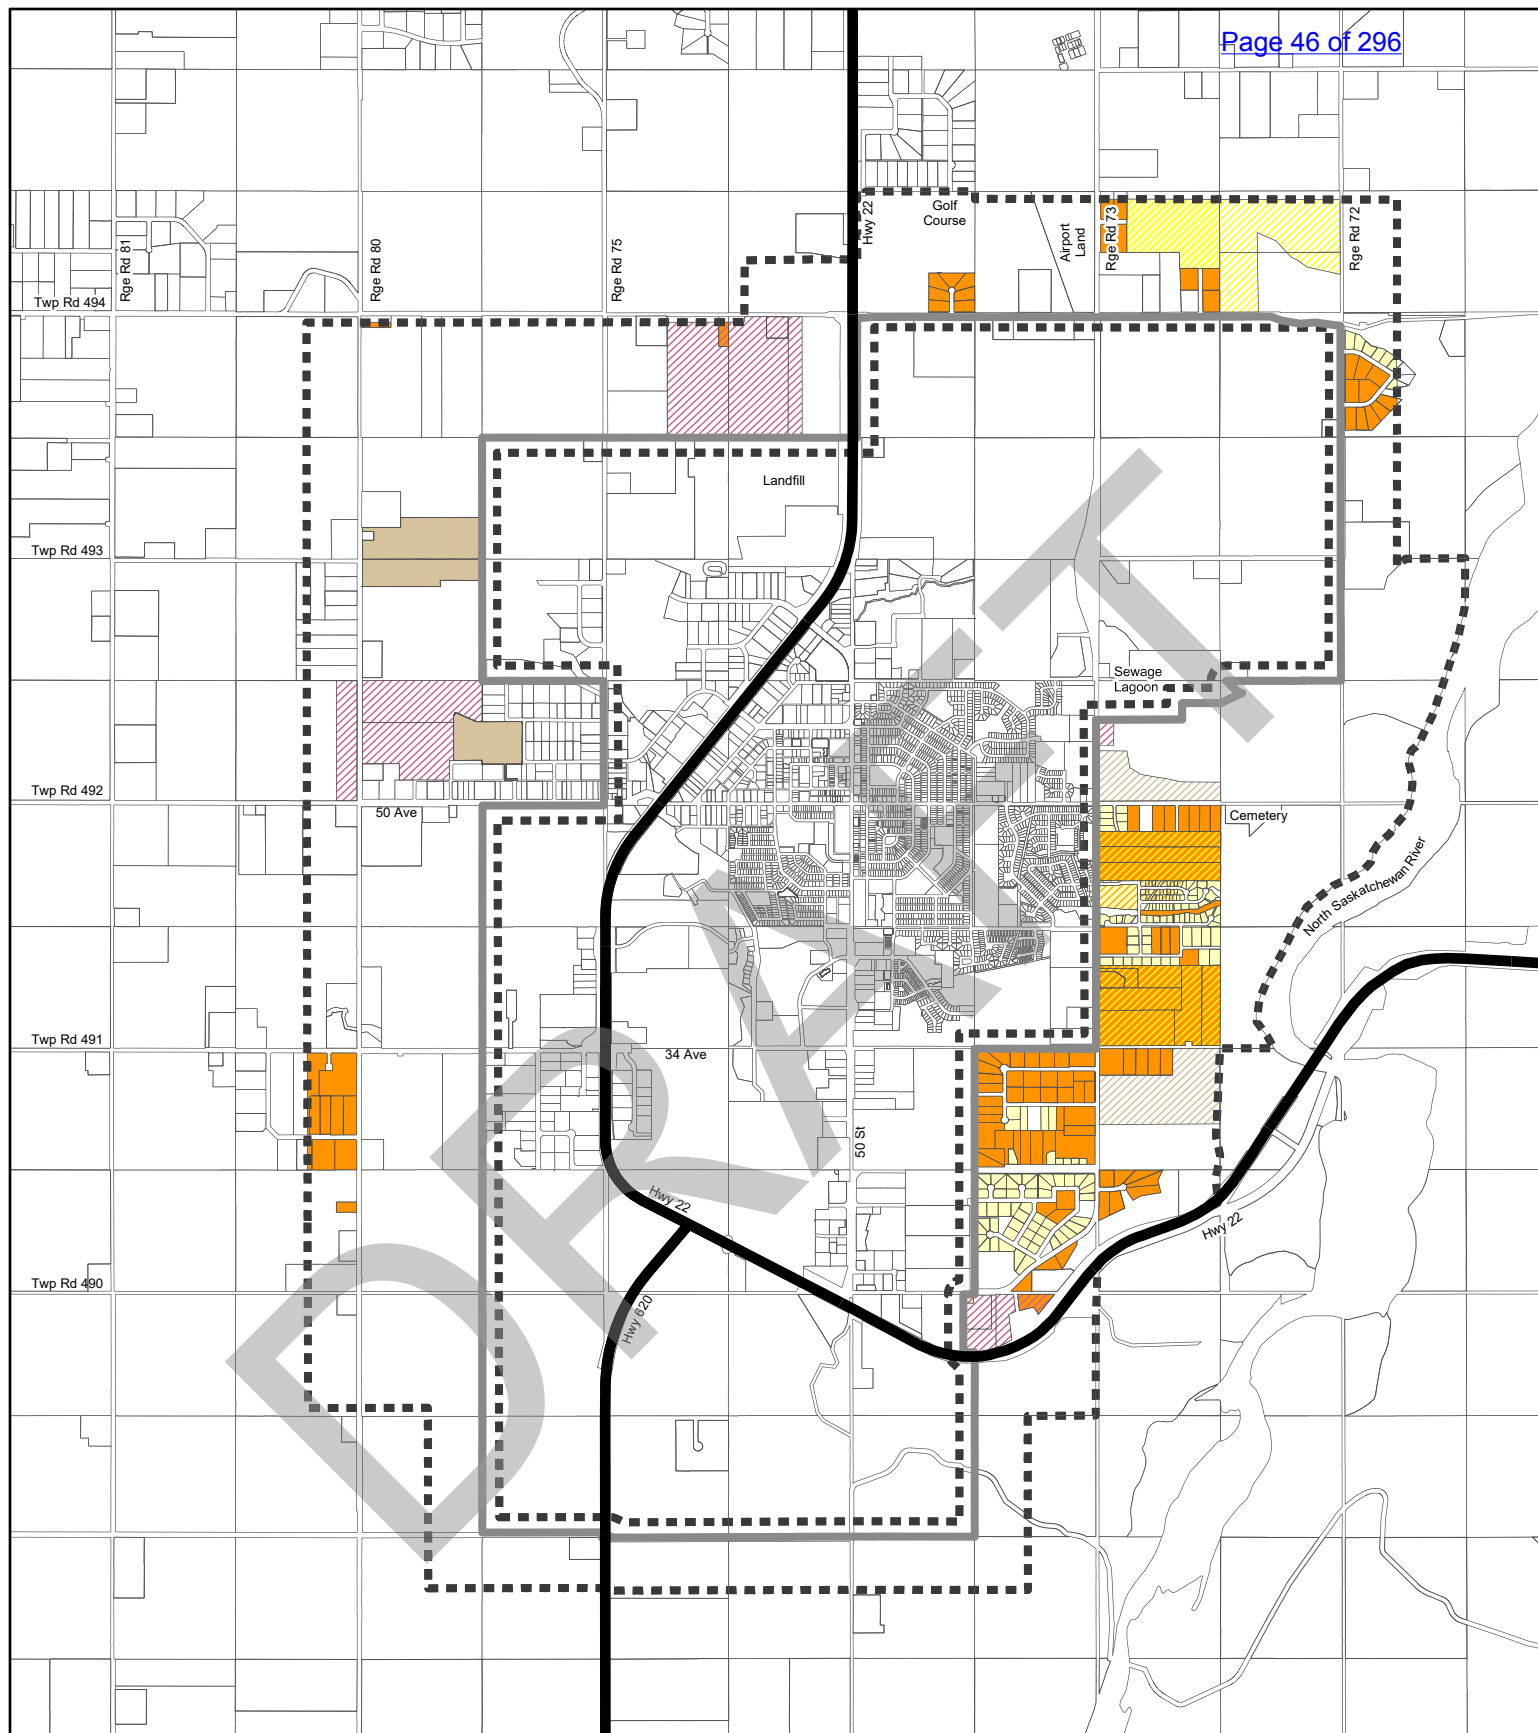 Page 46 of 296
Golf
Course
Hwy 22
Airport
Land
Rge Rd 73
Rge Rd 72
Rge Rd 81
Rge Rd 80
Rge Rd 75
Twp Rd 494
Landfill
Twp Rd 493
Sewage
Lagoon
Twp Rd 492
50 Ave
Cemetery
North Saskatchewan River
Twp Rd 491
34 Ave
50 St
Hwy 22
Hwy 22
Twp Rd 490
Hwy 620
DRAFT